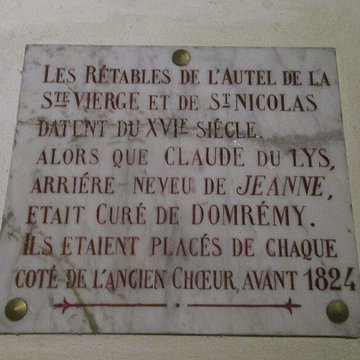 LES RÉTABLES DE L'AUTEL DE LA
STE VIERGE ET DE ST NICOLAS
DATENT DU XVIE SIÉCLE.
ALORS QUE CLAUDE DU LYS,
ARRIÉRE NEVEU DE JEANNE,
ETAIT CURÉ DE DOMRÉMY.
ILS ETAIENT PLACÉS DE CHAQUE
COTÉ DE L'ANCIEN CHŒUR, AVANT 1824